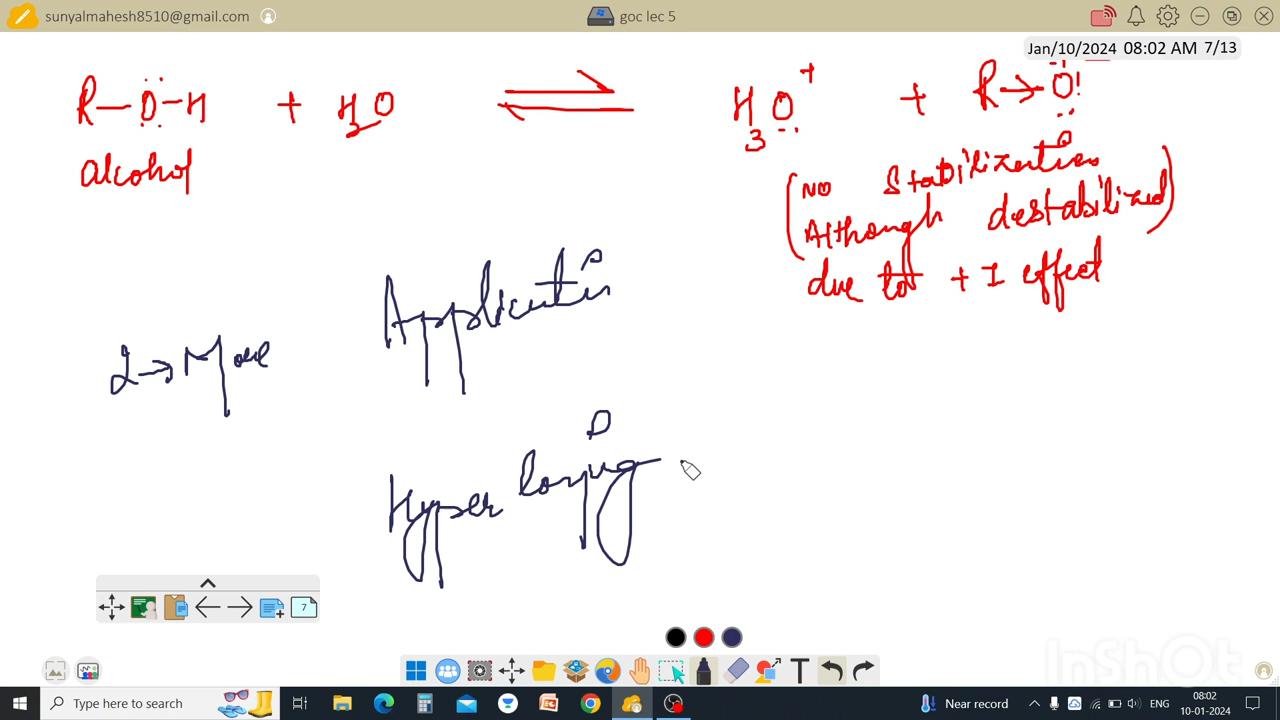 sunyalmahesh8510@gmail.com
goc lec 5
Jan/10/2024 08:02 AM 7/13
R—O—H + H2O ⇌ H3O+ + R→O
alcohol
(NO Stabilization
Although destabilized)
due to + I effect
Application
I → More
Hyper Conjug
7
InShOt
Type here to search
Near record
ENG
08:02
10-01-2024